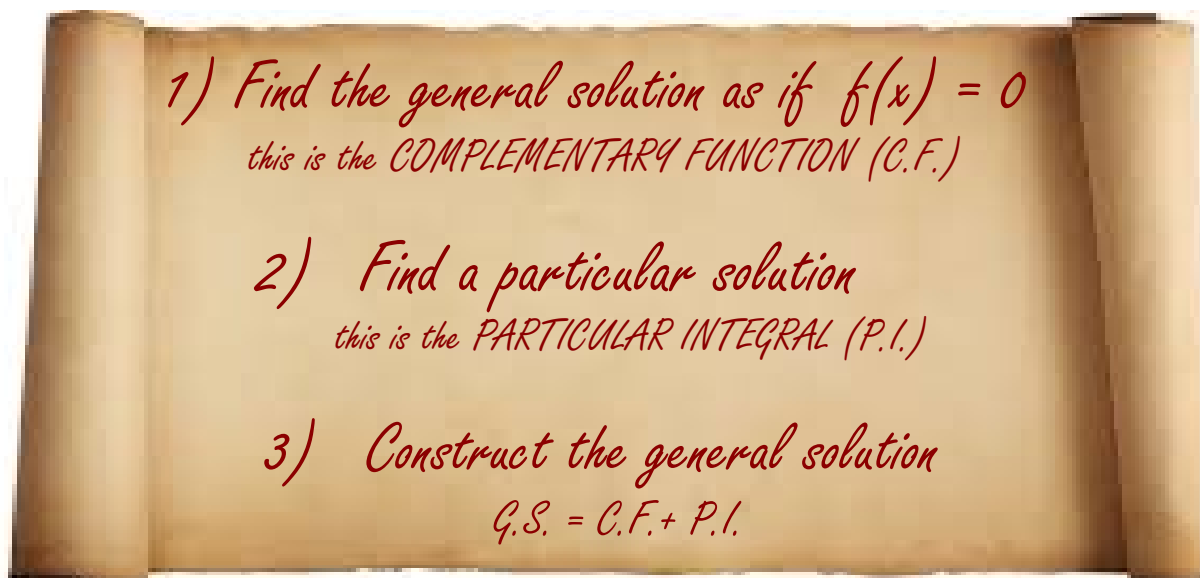 1) Find the general solution as if f(x) = 0
this is the COMPLEMENTARY FUNCTION (C.F.)
2) Find a particular solution
this is the PARTICULAR INTEGRAL (P.I.)
3) Construct the general solution
G.S. = C.F.+ P.I.